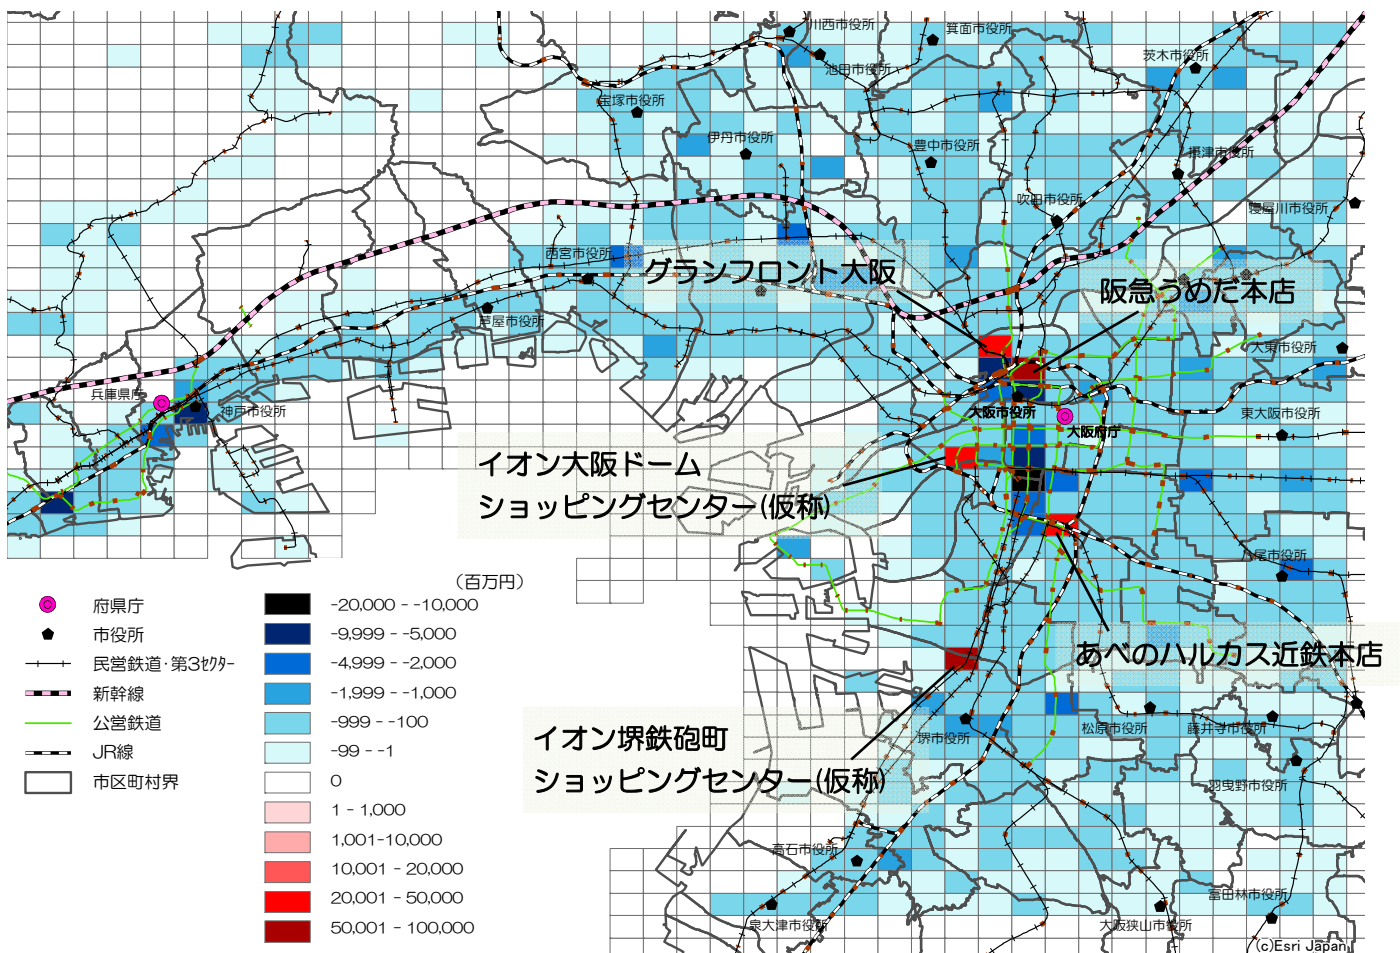 川西市役所
箕面市役所
茨木市役所
池田市役所
宝塚市役所
伊丹市役所
豊中市役所
摂津市役所
吹田市役所
寝屋川市役所
西宮市役所
グランフロント大阪
阪急うめだ本店
芦屋市役所
大東市役所
兵庫県庁
神戸市役所
大阪市役所
東大阪市役所
大阪府庁
イオン大阪ドーム
ショッピングセンター(仮称)
八尾市役所
あべのハルカス近鉄本店
松原市役所
藤井寺市役所
堺市役所
イオン堺鉄砲町
ショッピングセンター(仮称)
羽曳野市役所
高石市役所
富田林市役所
泉大津市役所
大阪狭山市役所
(c)Esri Japan
府県庁
市役所
民営鉄道・第3ｾｸﾀｰ
新幹線
公営鉄道
JR線
市区町村界
（百万円）
-20,000 - -10,000
-9,999 - -5,000
-4,999 - -2,000
-1,999 - -1,000
-999 - -100
-99 - -1
0
1 - 1,000
1,001-10,000
10,001 - 20,000
20,001 - 50,000
50,001 - 100,000